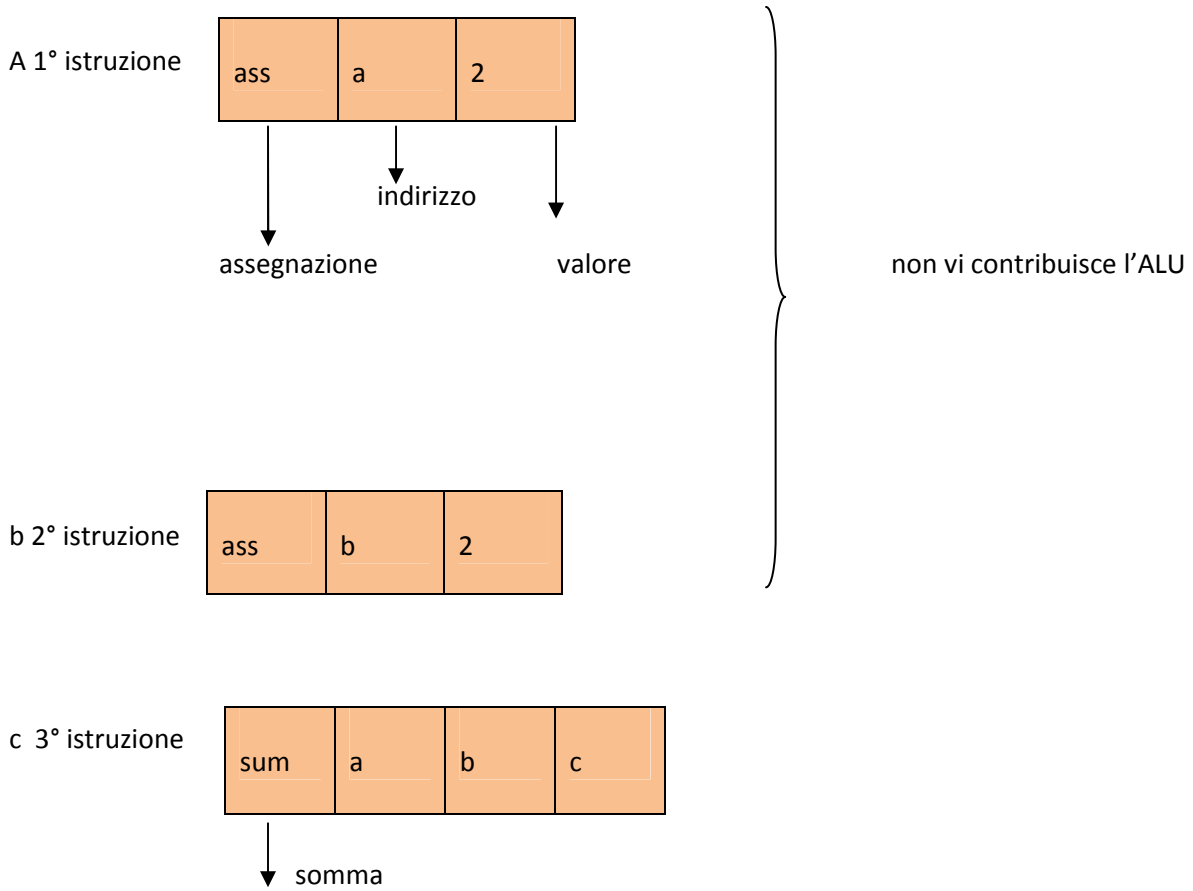 A 1° istruzione
ass a 2
indirizzo
assegnazione valore non vi contribuisce l’ALU
b 2° istruzione
ass b 2
c 3° istruzione
sum a b c
somma